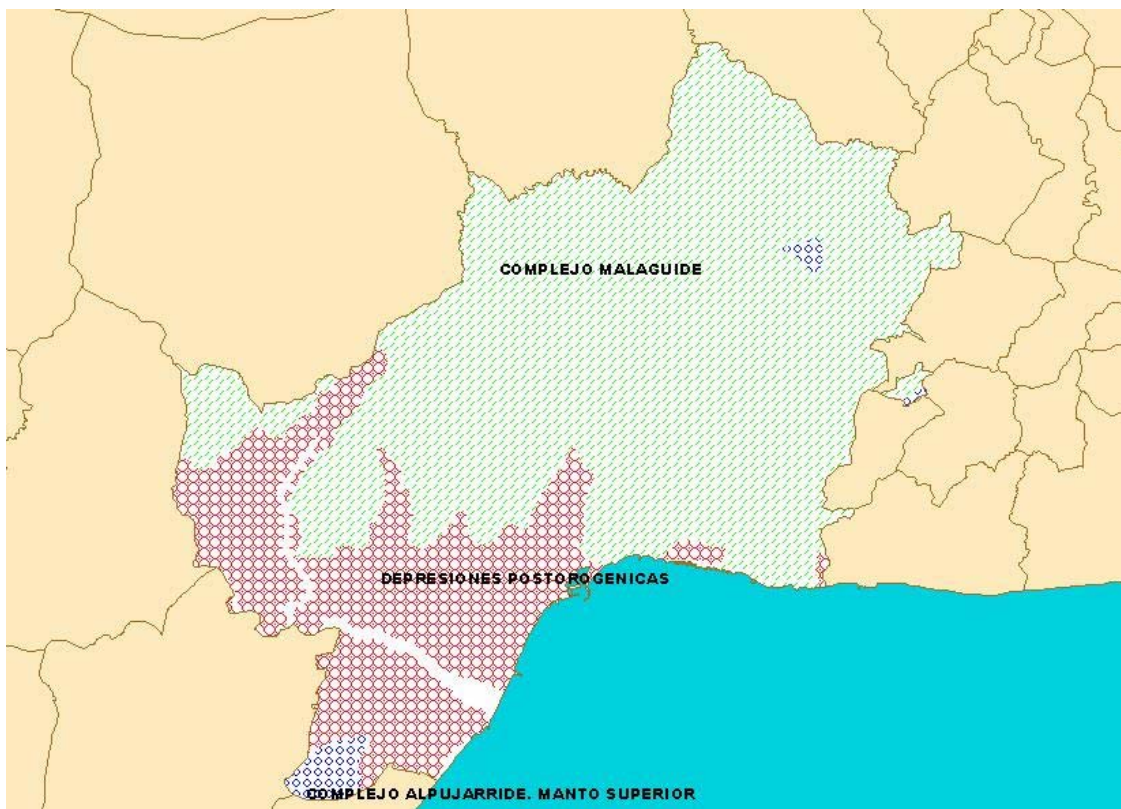 COMPLEJO MALAGUIDE
DEPRESIONES POSTOROGENICAS
COMPLEJO ALPUJARRIDE. MANTO SUPERIOR